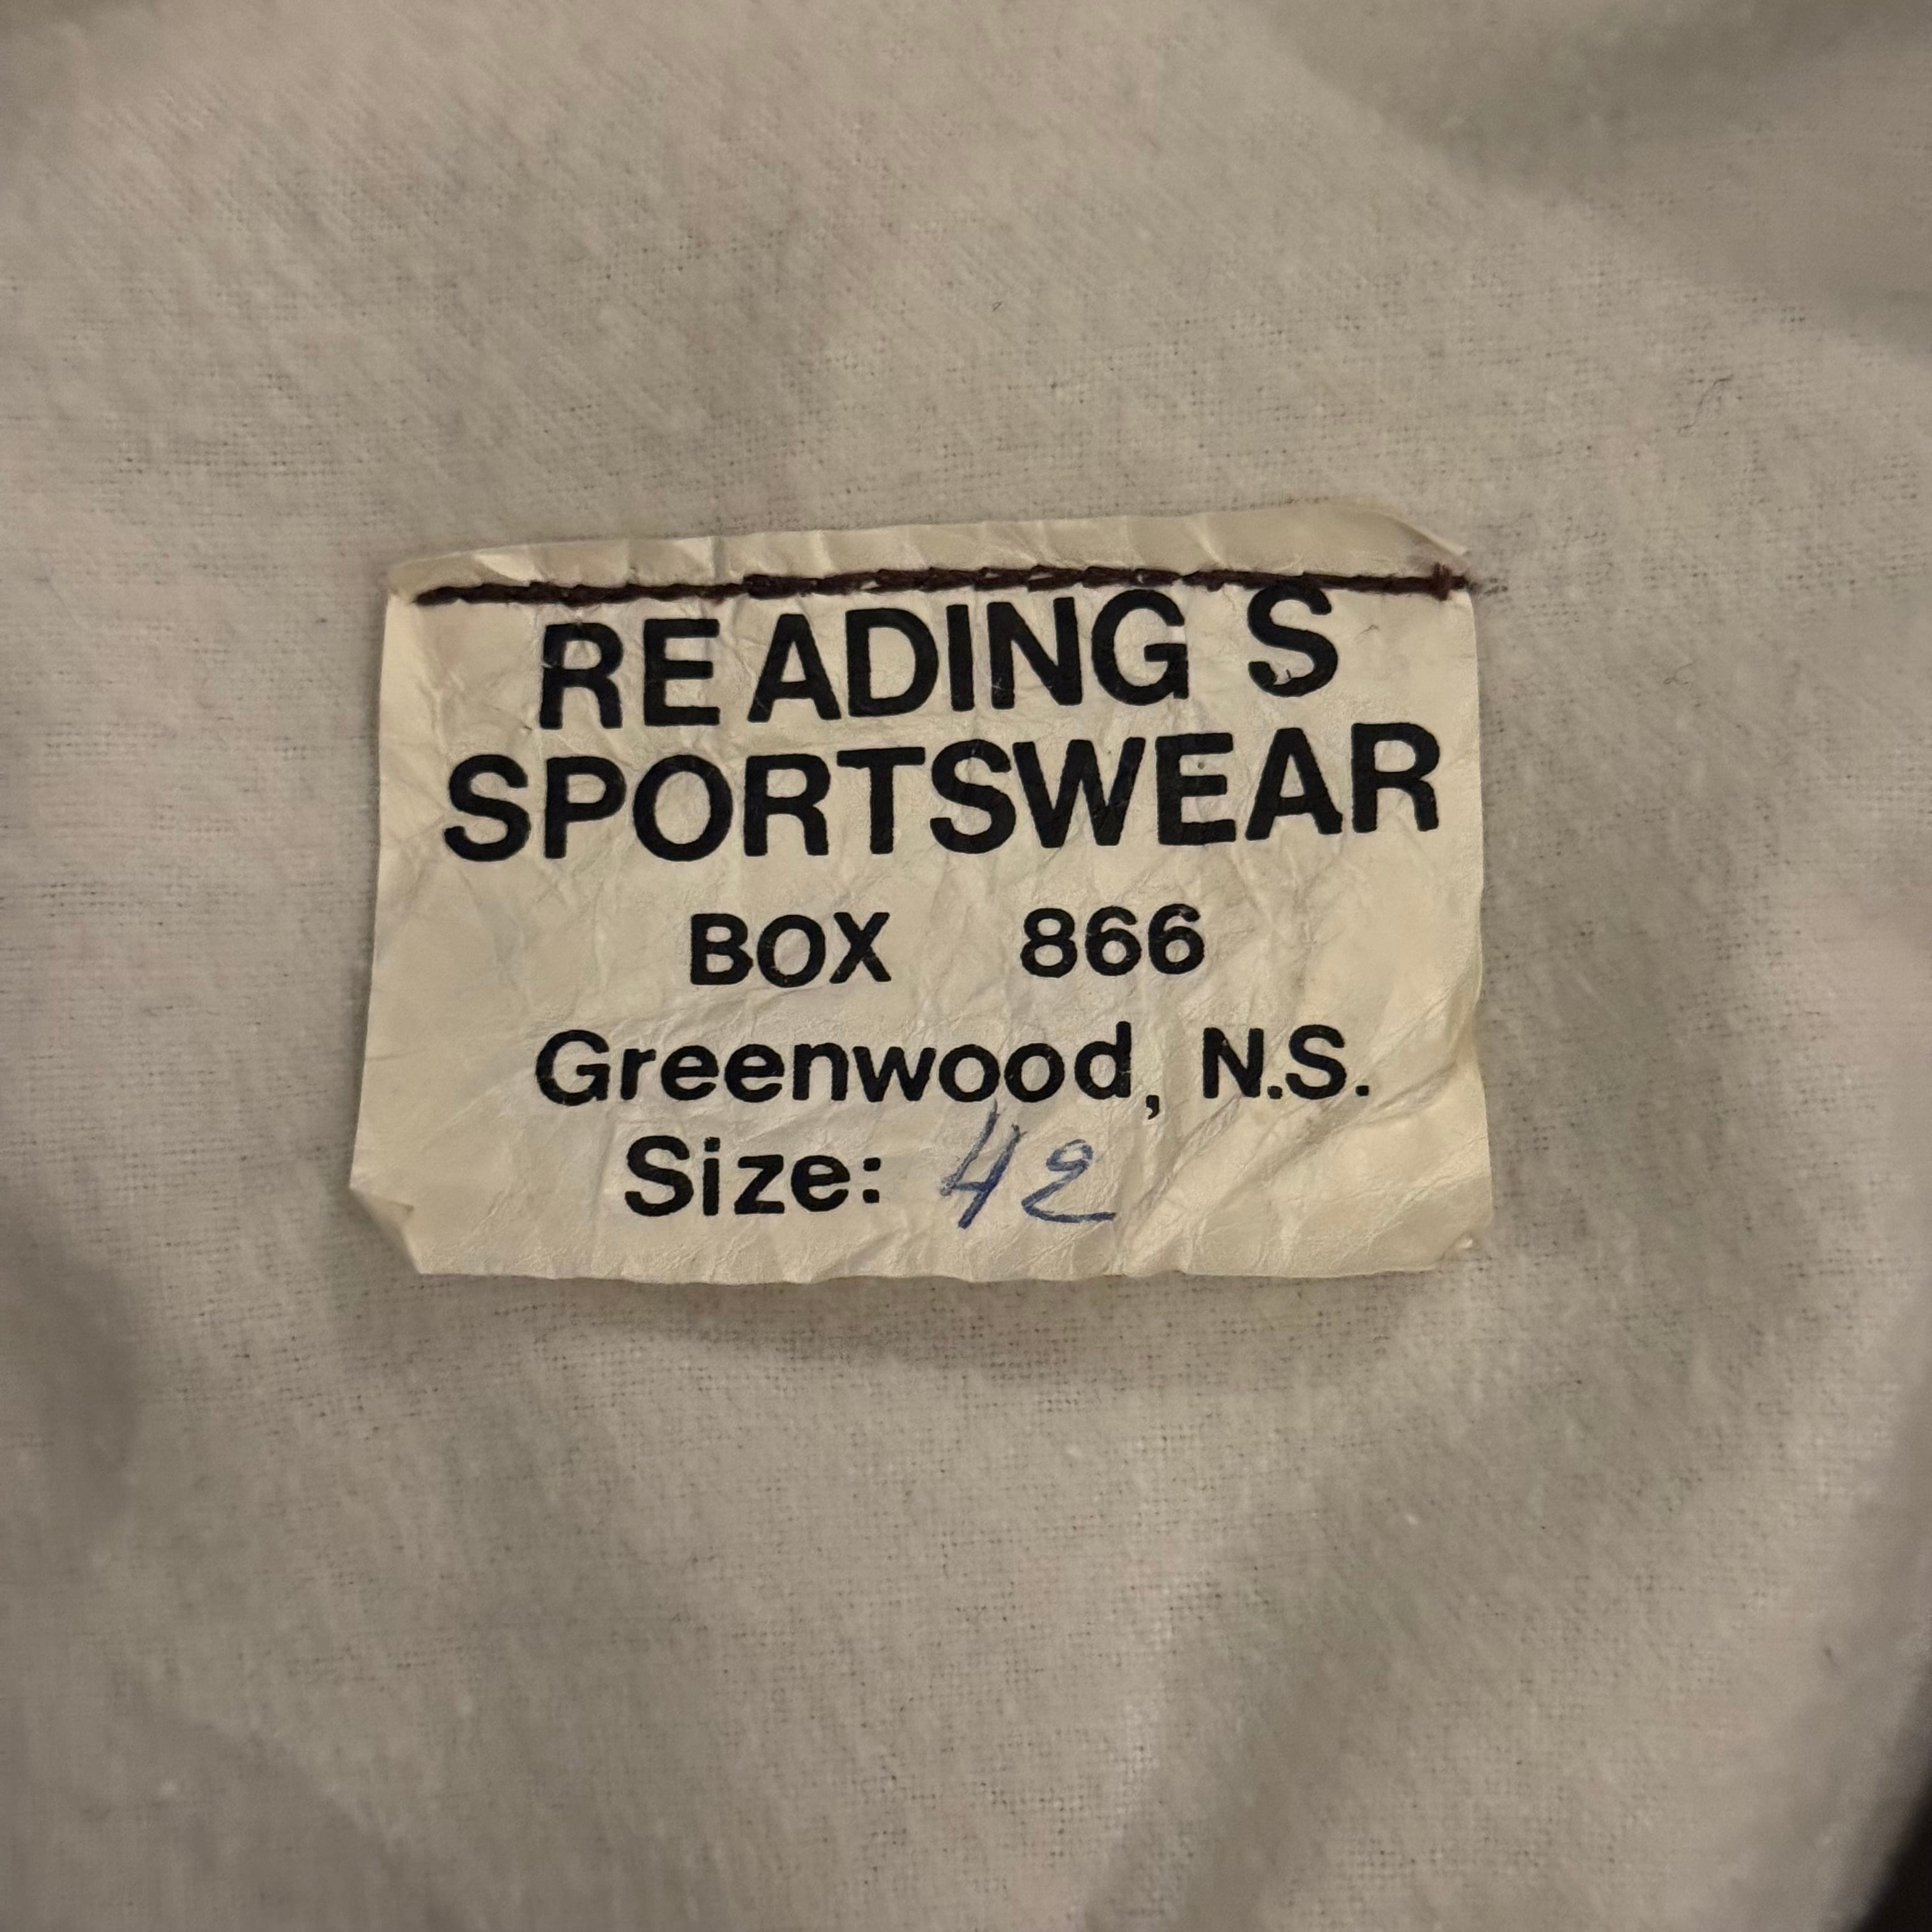 READING S
SPORTSWEAR
BOX 866
Greenwood, N.S.
Size: 42